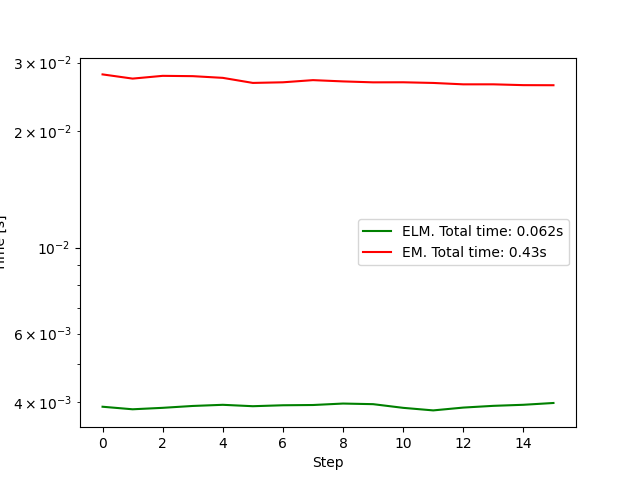 3 × 10⁻²
2 × 10⁻²
10⁻²
6 × 10⁻³
4 × 10⁻³
ELM. Total time: 0.062s
EM. Total time: 0.43s
0 2 4 6 8 10 12 14
Step